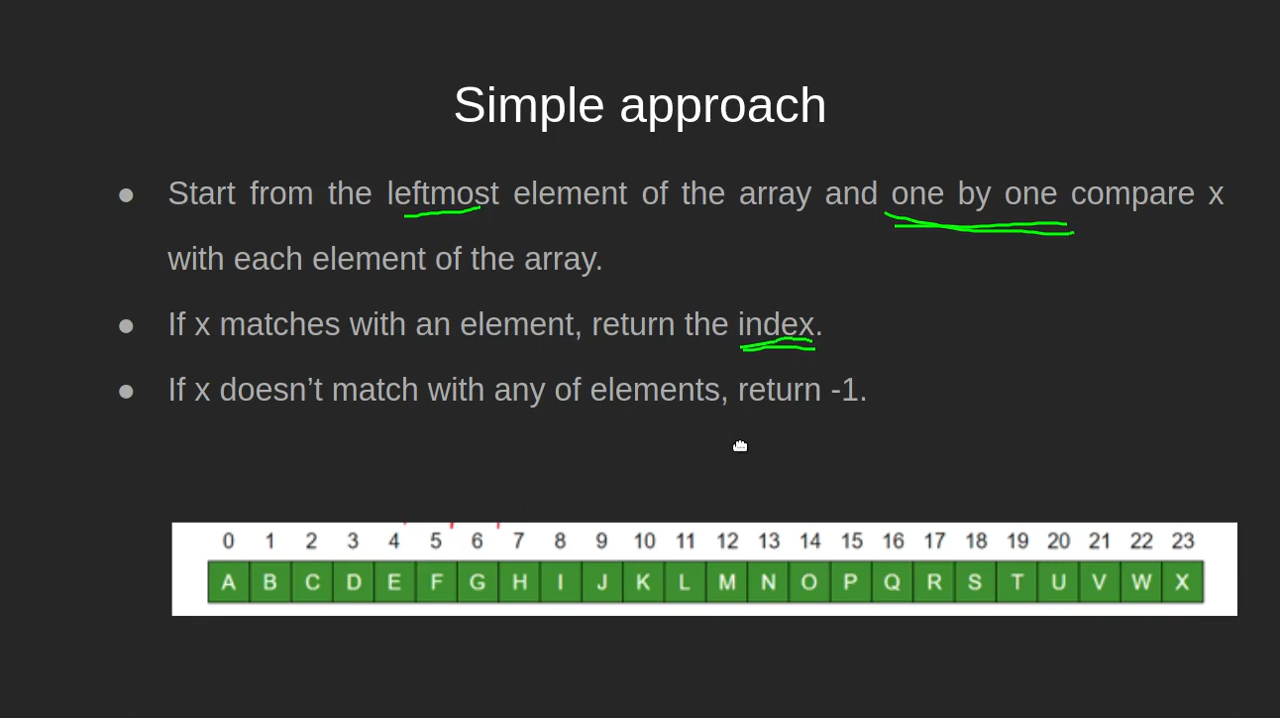 Simple approach
● Start from the leftmost element of the array and one by one compare x
with each element of the array.
● If x matches with an element, return the index.
● If x doesn’t match with any of elements, return -1.
0 1 2 3 4 5 6 7 8 9 10 11 12 13 14 15 16 17 18 19 20 21 22 23
A B C D E F G H I J K L M N O P Q R S T U V W X